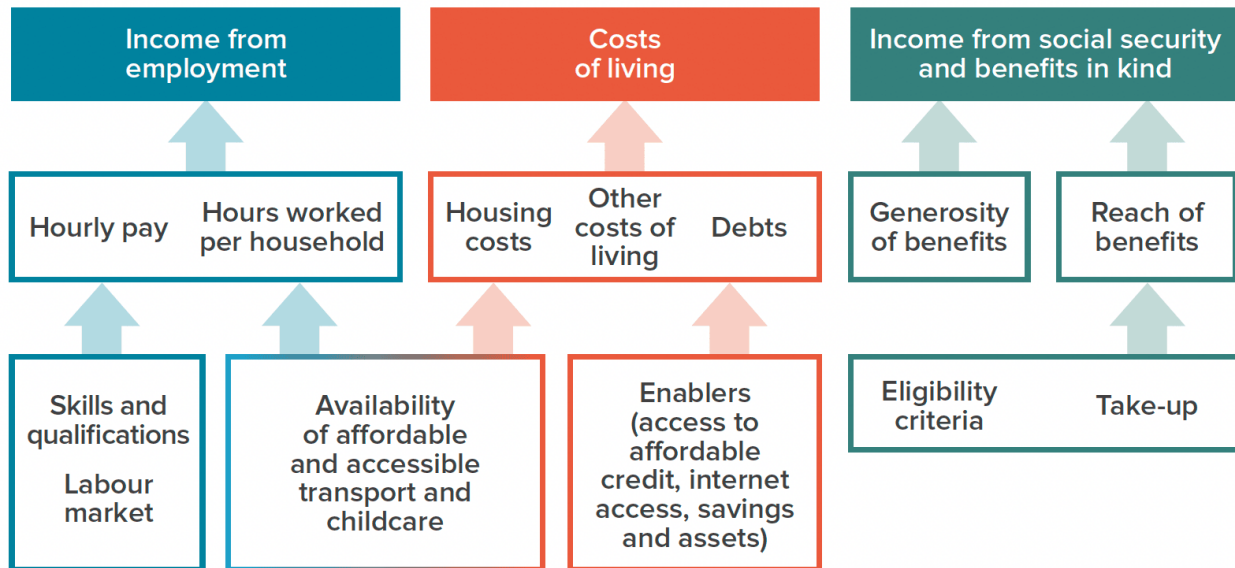 Income from
employment
Costs
of living
Income from social security
and benefits in kind
Hourly pay
Hours worked
per household
Housing
costs
Other
costs of
living
Debts
Generosity
of benefits
Reach of
benefits
Skills and
qualifications
Labour
market
Availability
of affordable
and accessible
transport and
childcare
Enablers
(access to
affordable
credit, internet
access, savings
and assets)
Eligibility
criteria
Take-up